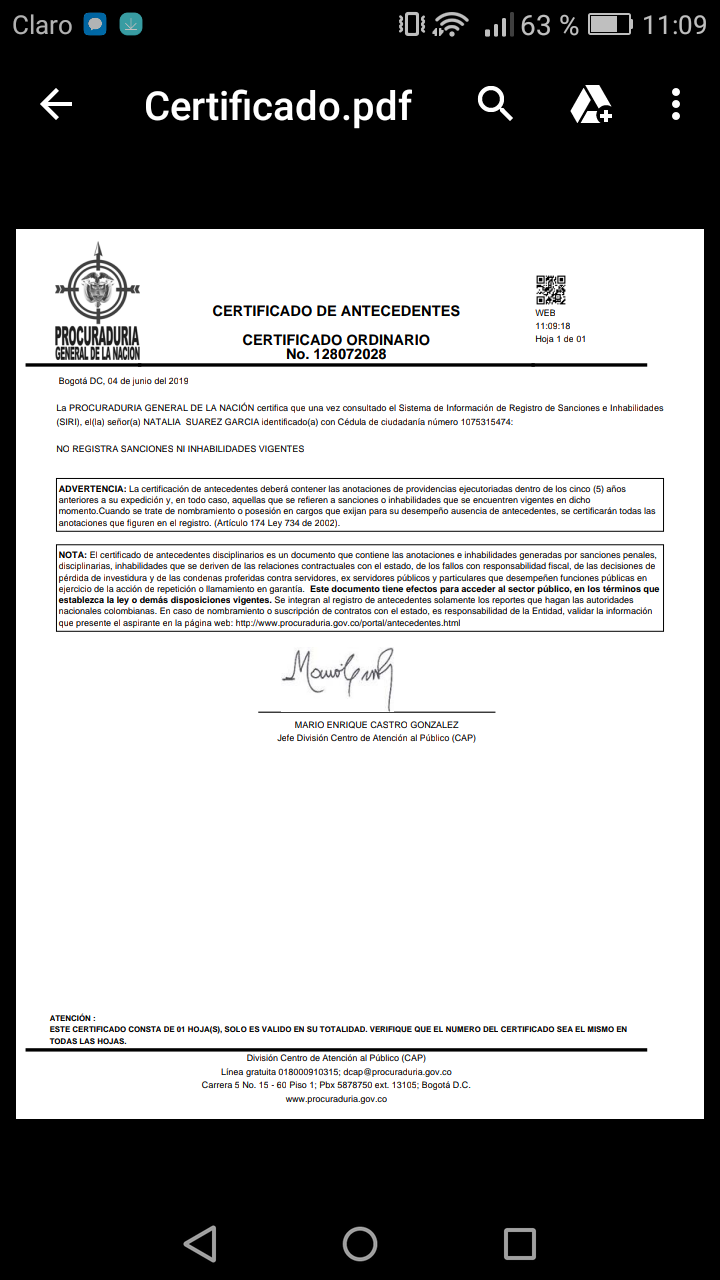 Claro 63 % 11:09
Certificado.pdf
PROCURADURIA
GENERAL DE LA NACION
CERTIFICADO DE ANTECEDENTES
CERTIFICADO ORDINARIO
No. 128072028
WEB
11:09:18
Hoja 1 de 01
Bogotá DC, 04 de junio del 2019
La PROCURADURIA GENERAL DE LA NACIÓN certifica que una vez consultado el Sistema de Información de Registro de Sanciones e Inhabilidades
(SIRI), el(la) señor(a) NATALIA SUAREZ GARCIA identificado(a) con Cédula de ciudadanía número 1075315474:
NO REGISTRA SANCIONES NI INHABILIDADES VIGENTES
ADVERTENCIA: La certificación de antecedentes deberá contener las anotaciones de providencias ejecutoriadas dentro de los cinco (5) años
anteriores a su expedición y, en todo caso, aquellas que se refieren a sanciones o inhabilidades que se encuentren vigentes en dicho
momento.Cuando se trate de nombramiento o posesión en cargos que exijan para su desempeño ausencia de antecedentes, se certificarán todas las
anotaciones que figuren en el registro. (Artículo 174 Ley 734 de 2002).
NOTA: El certificado de antecedentes disciplinarios es un documento que contiene las anotaciones e inhabilidades generadas por sanciones penales,
disciplinarias, inhabilidades que se deriven de las relaciones contractuales con el estado, de los fallos con responsabilidad fiscal, de las decisiones de
pérdida de investidura y de las condenas proferidas contra servidores, ex servidores públicos y particulares que desempeñen funciones públicas en
ejercicio de la acción de repetición o llamamiento en garantía. Este documento tiene efectos para acceder al sector público, en los términos que
establezca la ley o demás disposiciones vigentes. Se integran al registro de antecedentes solamente los reportes que hagan las autoridades
nacionales colombianas. En caso de nombramiento o suscripción de contratos con el estado, es responsabilidad de la Entidad, validar la información
que presente el aspirante en la página web: http://www.procuraduria.gov.co/portal/antecedentes.html
MARIO ENRIQUE CASTRO GONZALEZ
Jefe División Centro de Atención al Público (CAP)
ATENCIÓN :
ESTE CERTIFICADO CONSTA DE 01 HOJA(S), SOLO ES VALIDO EN SU TOTALIDAD. VERIFIQUE QUE EL NUMERO DEL CERTIFICADO SEA EL MISMO EN
TODAS LAS HOJAS.
División Centro de Atención al Público (CAP)
Línea gratuita 018000910315; dcap@procuraduria.gov.co
Carrera 5 No. 15 - 60 Piso 1; Pbx 5878750 ext. 13105; Bogotá D.C.
www.procuraduria.gov.co